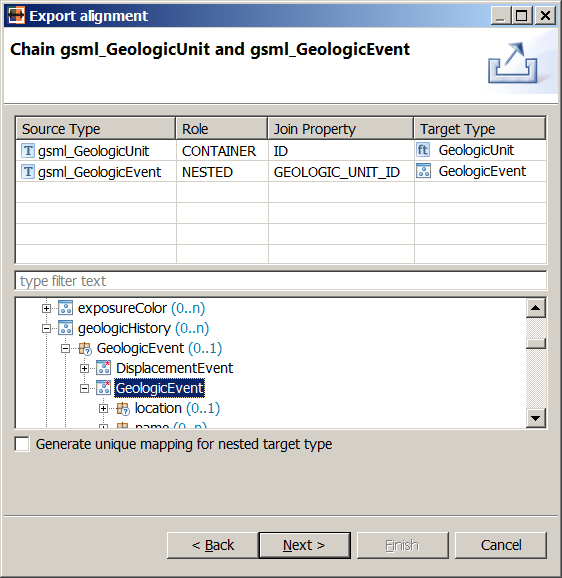 Export alignment
Chain gsml_GeologicUnit and gsml_GeologicEvent
Source Type Role Join Property Target Type
T gsml_GeologicUnit CONTAINER ID ft GeologicUnit
T gsml_GeologicEvent NESTED GEOLOGIC_UNIT_ID GeologicEvent
type filter text
exposureColor (0..n)
geologicHistory (0..n)
GeologicEvent (0..1)
DisplacementEvent
GeologicEvent
location (0..1)
name (0..n)
Generate unique mapping for nested target type
< Back Next > Finish Cancel